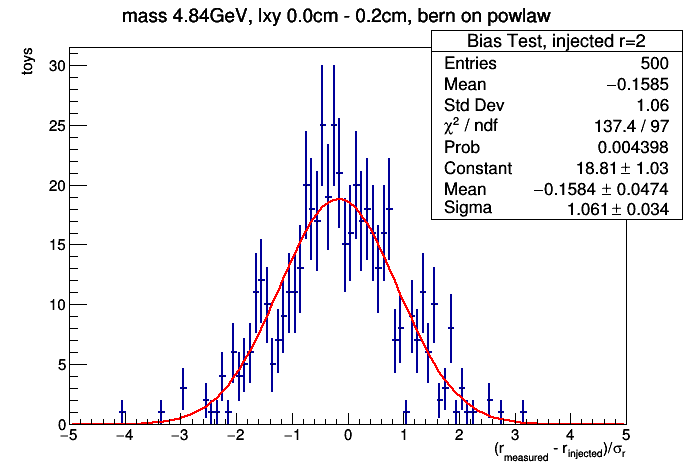 mass 4.84GeV, lxy 0.0cm - 0.2cm, bern on powlaw
Bias Test, injected r=2
Entries 500
Mean −0.1585
Std Dev 1.06
χ² / ndf 137.4 / 97
Prob 0.004398
Constant 18.81 ± 1.03
Mean −0.1584 ± 0.0474
Sigma 1.061 ± 0.034
toys
30
25
20
15
10
5
0
−5 −4 −3 −2 −1 0 1 2 3 4 5
(r_measured - r_injected)/σ_r